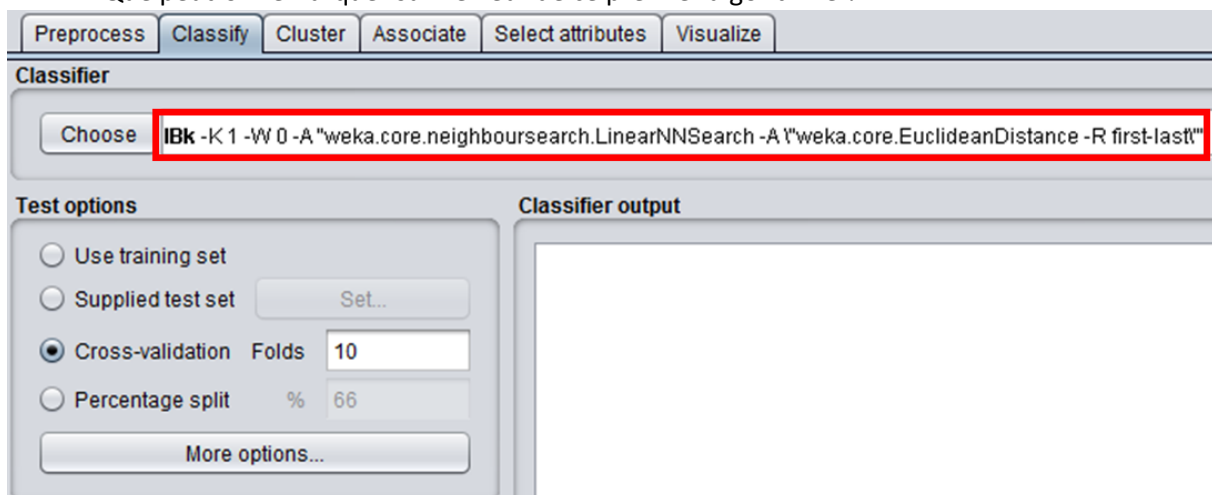 Preprocess Classify Cluster Associate Select attributes Visualize
Classifier
Choose IBk -K 1 -W 0 -A "weka.core.neighboursearch.LinearNNSearch -A \"weka.core.EuclideanDistance -R first-last\""
Test options Classifier output
Use training set
Supplied test set Set...
Cross-validation Folds 10
Percentage split % 66
More options...